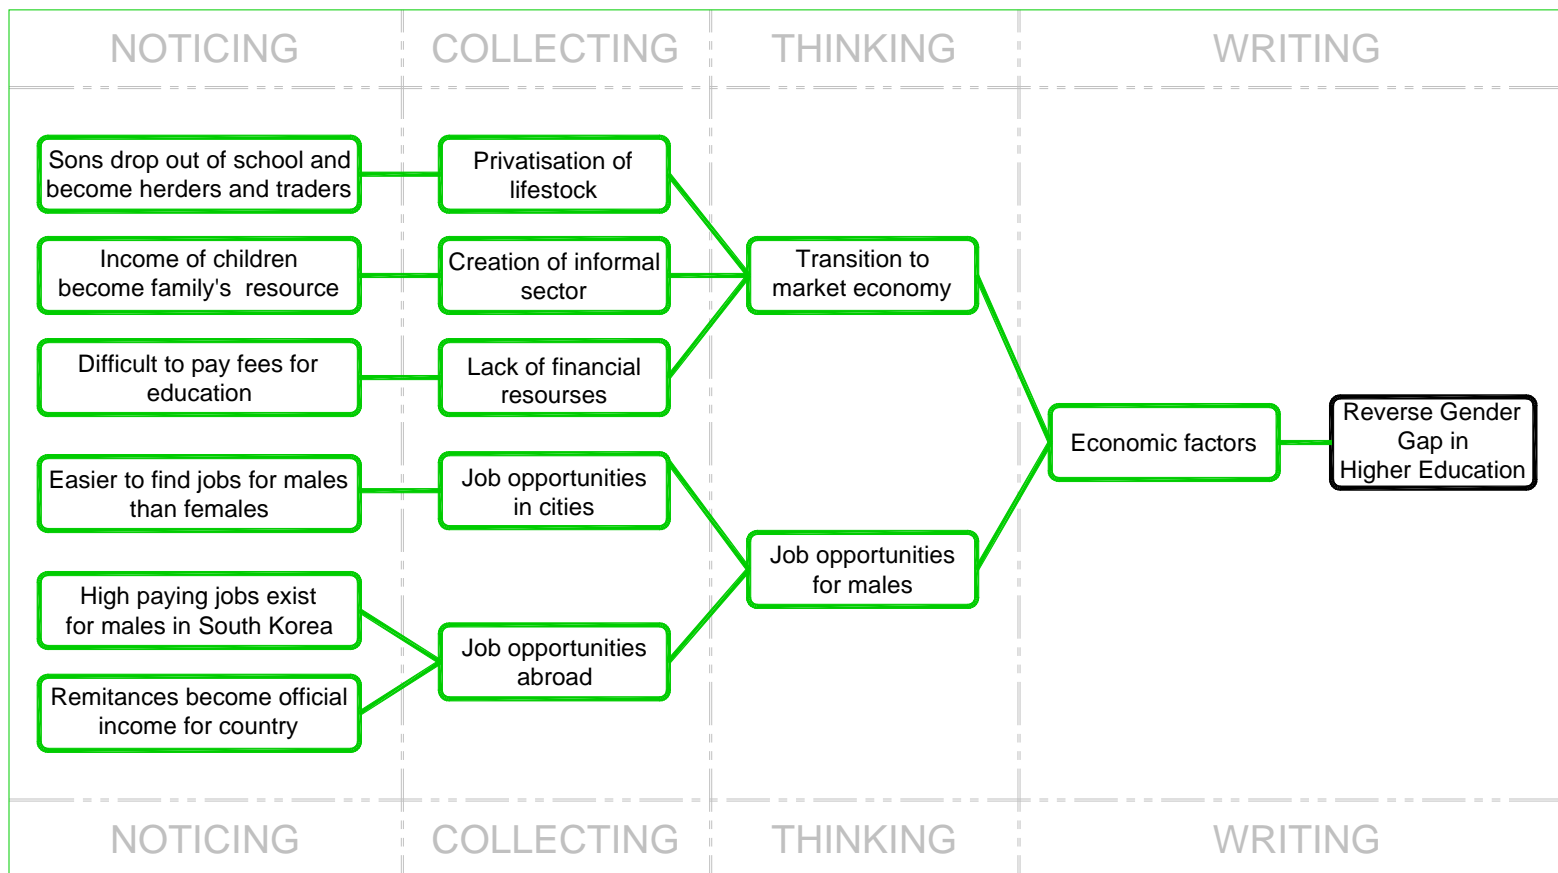 NOTICING
COLLECTING
THINKING
WRITING
Sons drop out of school and
become herders and traders
Privatisation of
lifestock
Income of children
become family's  resource
Creation of informal
sector
Transition to
market economy
Difficult to pay fees for
education
Lack of financial
resourses
Economic factors
Reverse Gender
Gap in
Higher Education
Easier to find jobs for males
than females
Job opportunities
in cities
Job opportunities
for males
High paying jobs exist
for males in South Korea
Job opportunities
abroad
Remitances become official
income for country
NOTICING
COLLECTING
THINKING
WRITING